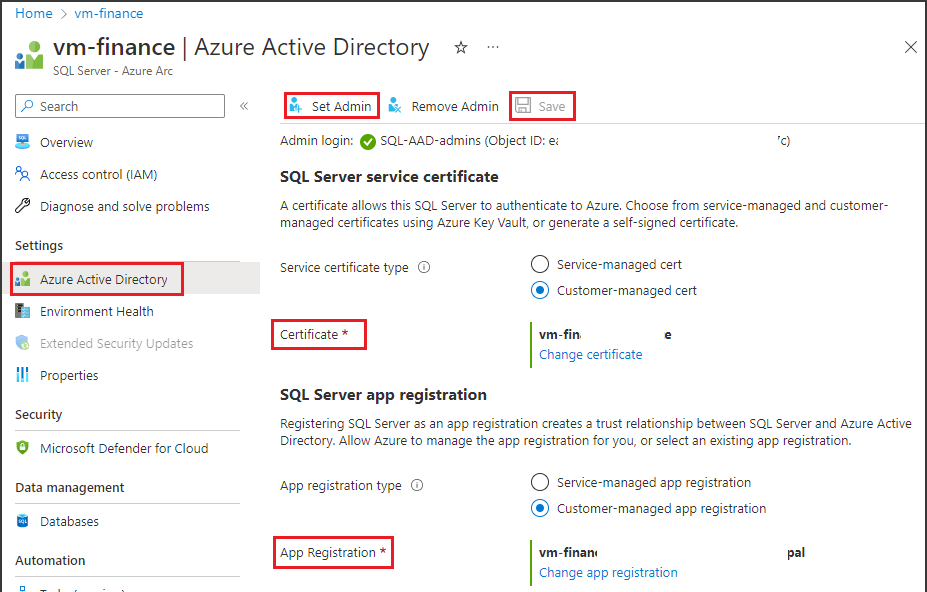 Home > vm-finance
vm-finance | Azure Active Directory
SQL Server - Azure Arc
Search
«
Set Admin
Remove Admin
Save
Overview
Access control (IAM)
Diagnose and solve problems
Settings
Azure Active Directory
Environment Health
Extended Security Updates
Properties
Security
Microsoft Defender for Cloud
Data management
Databases
Automation
Admin login: SQL-AAD-admins (Object ID: ea 'c)
SQL Server service certificate
A certificate allows this SQL Server to authenticate to Azure. Choose from service-managed and customer-
managed certificates using Azure Key Vault, or generate a self-signed certificate.
Service certificate type
Service-managed cert
Customer-managed cert
Certificate *
vm-fin e
Change certificate
SQL Server app registration
Registering SQL Server as an app registration creates a trust relationship between SQL Server and Azure Active
Directory. Allow Azure to manage the app registration for you, or select an existing app registration.
App registration type
Service-managed app registration
Customer-managed app registration
App Registration *
vm-financ pal
Change app registration